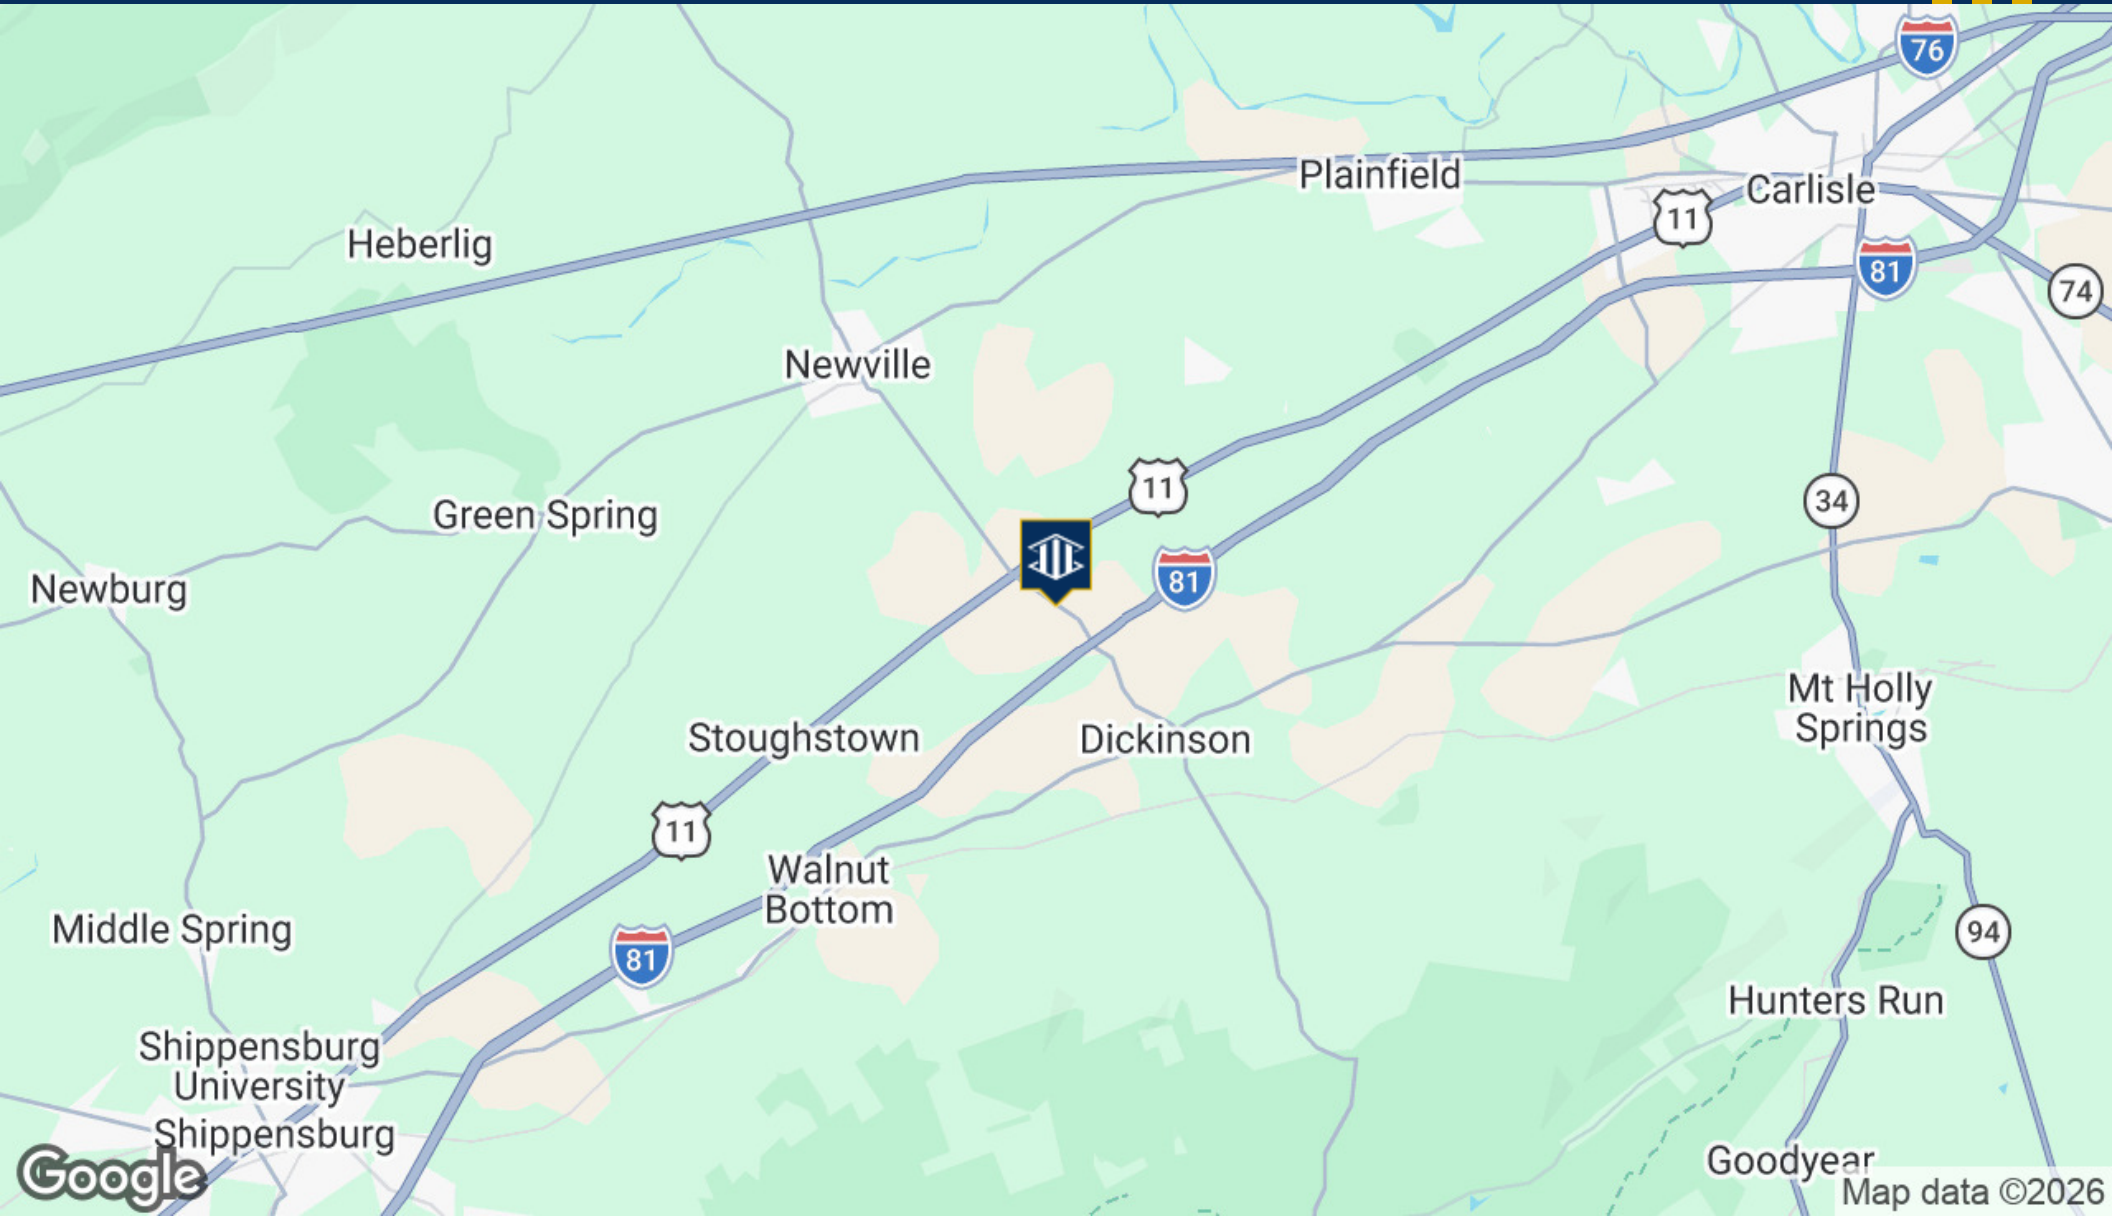 76
Plainfield
Carlisle
11
Heberlig
81
74
Newville
11
34
Green Spring
81
Newburg
Mt Holly
Springs
Stoughstown
Dickinson
11
Walnut
Bottom
Middle Spring
81
94
Hunters Run
Shippensburg
University
Shippensburg
Goodyear
Google
Map data ©2026